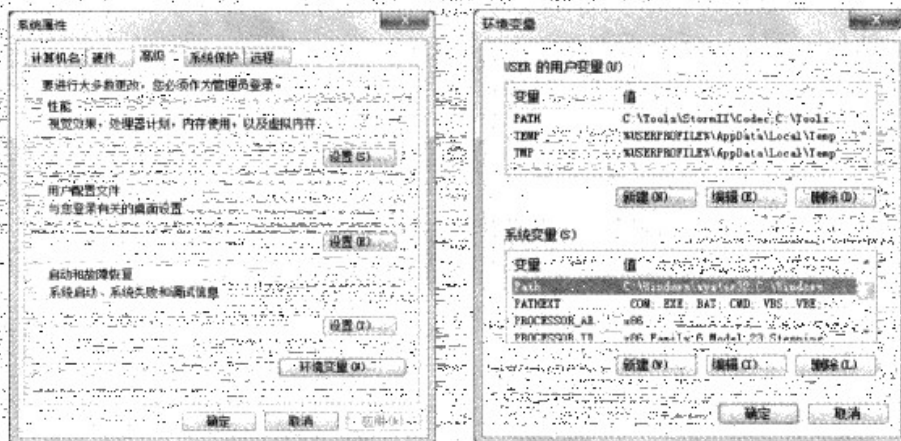 系统属性
计算机名 硬件 高级 系统保护 远程
要进行大多数更改，您必须作为管理员登录。
性能
视觉效果，处理器计划，内存使用，以及虚拟内存
设置(S)
用户配置文件
与您登录有关的桌面设置
设置(E)
启动和故障恢复
系统启动、系统失败和调试信息
设置(T)
环境变量(N)
确定 取消 应用(A)
环境变量
USER 的用户变量(U)
变量 值
PATH C:\Tools\StormII\Codec;C:\Tools
TEMP %USERPROFILE%\AppData\Local\Temp
TMP %USERPROFILE%\AppData\Local\Temp
新建(N) 编辑(E) 删除(D)
系统变量(S)
变量 值
Path C:\Windows\system32;C:\Windows
PATHEXT .COM;.EXE;.BAT;.CMD;.VBS;.VBE
PROCESSOR_AR x86
PROCESSOR_ID x86 Family 6 Model 23 Stepping
新建(W) 编辑(I) 删除(L)
确定 取消